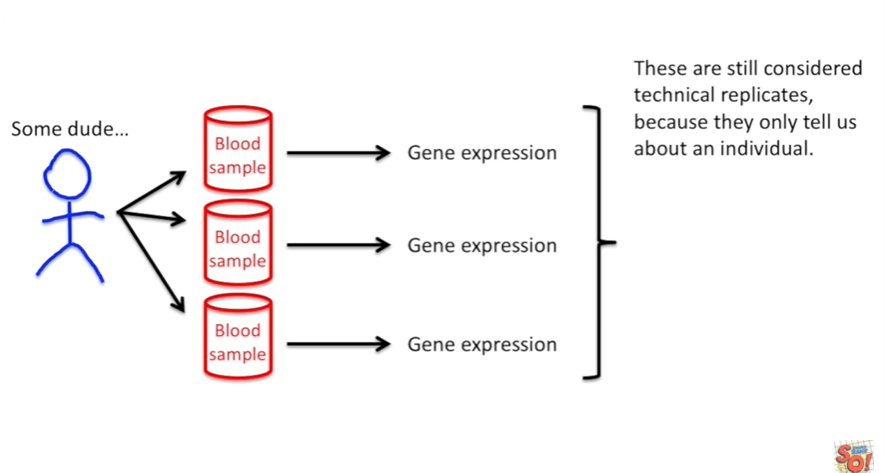 Some dude...
Blood
sample
Gene expression
Blood
sample
Gene expression
Blood
sample
Gene expression
These are still considered
technical replicates,
because they only tell us
about an individual.
SO!